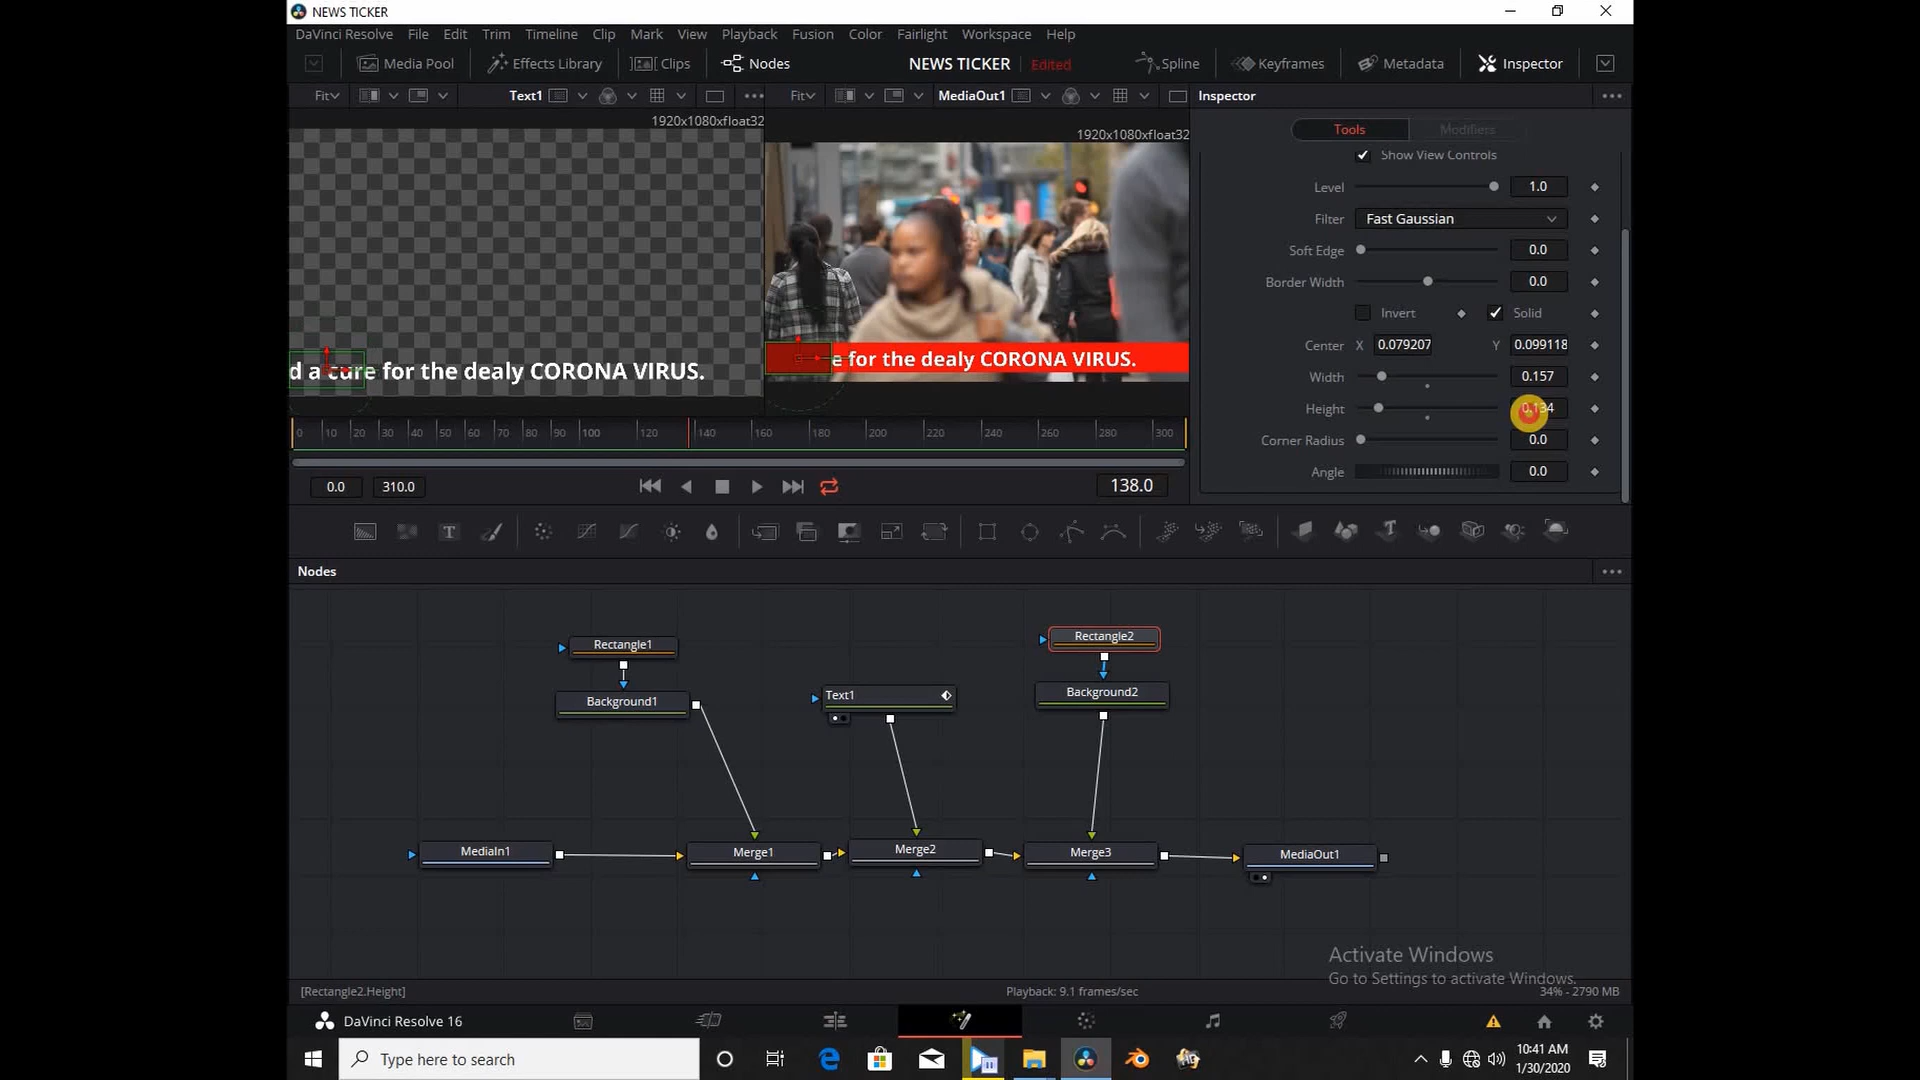 NEWS TICKER
DaVinci Resolve File Edit Trim Timeline Clip Mark View Playback Fusion Color Fairlight Workspace Help
Media Pool Effects Library Clips Nodes NEWS TICKER Edited Spline Keyframes Metadata Inspector
Fit Text1 Fit MediaOut1 Inspector
1920x1080xfloat32
1920x1080xfloat32
Tools Modifiers
Show View Controls
Level 1.0
Filter Fast Gaussian
Soft Edge 0.0
Border Width 0.0
Invert Solid
Center X 0.079207 Y 0.099118
Width 0.157
Height 0.134
Corner Radius 0.0
Angle 0.0
d a cure for the dealy CORONA VIRUS.
e for the dealy CORONA VIRUS.
0 10 20 30 40 50 60 70 80 90 100 120 140 160 180 200 220 240 260 280 300
0.0 310.0 138.0
Nodes
Rectangle1 Rectangle2
Background1 Text1 Background2
MediaIn1 Merge1 Merge2 Merge3 MediaOut1
Activate Windows
Go to Settings to activate Windows.
[Rectangle2.Height] Playback: 9.1 frames/sec 34% - 2790 MB
DaVinci Resolve 16
Type here to search
10:41 AM
1/30/2020